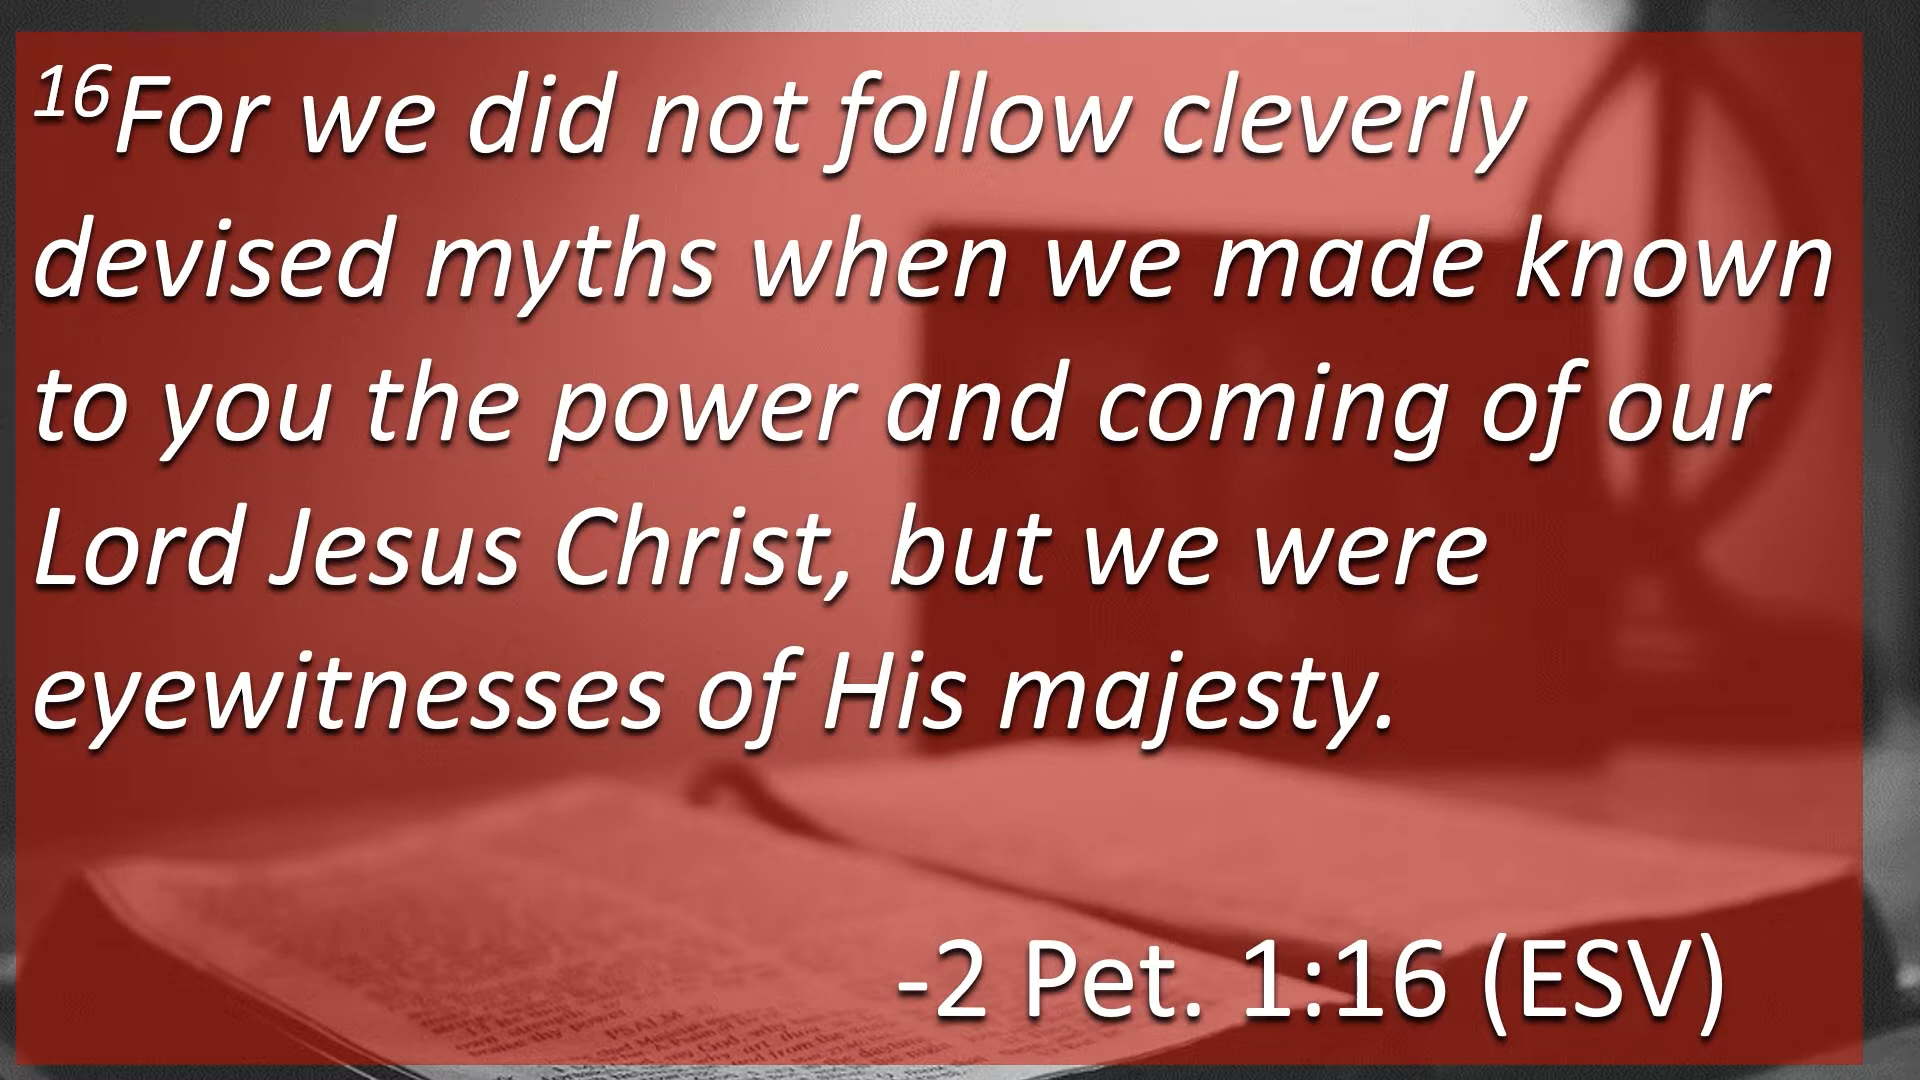 ¹⁶For we did not follow cleverly
devised myths when we made known
to you the power and coming of our
Lord Jesus Christ, but we were
eyewitnesses of His majesty.
-2 Pet. 1:16 (ESV)
PSALM